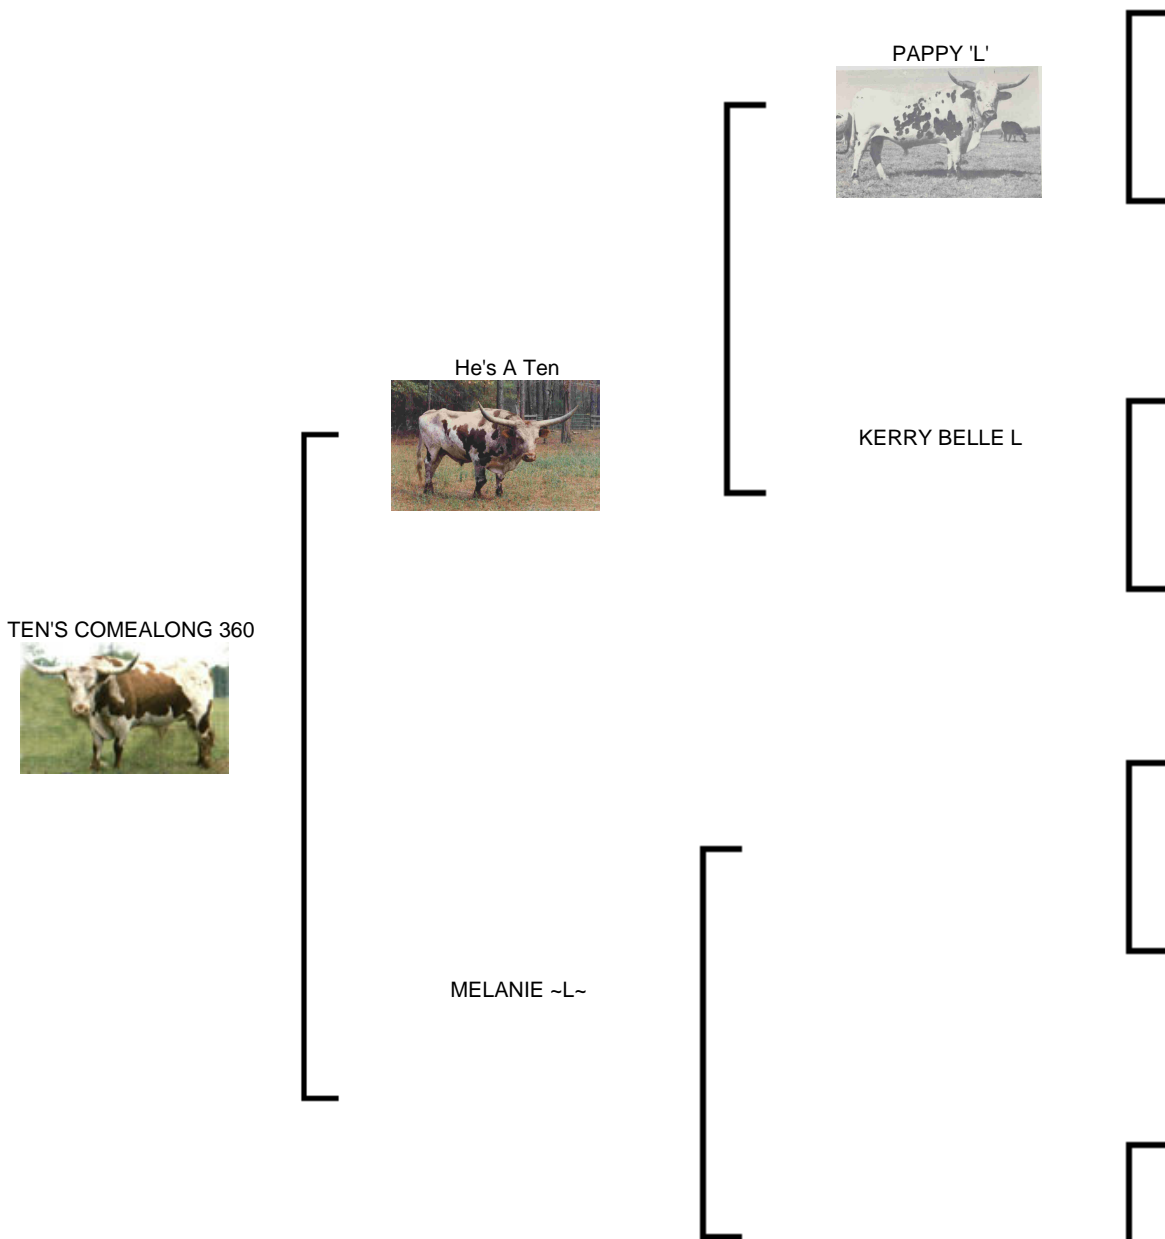 PAPPY 'L'
He's A Ten
KERRY BELLE L
TEN'S COMEALONG 360
MELANIE ~L~